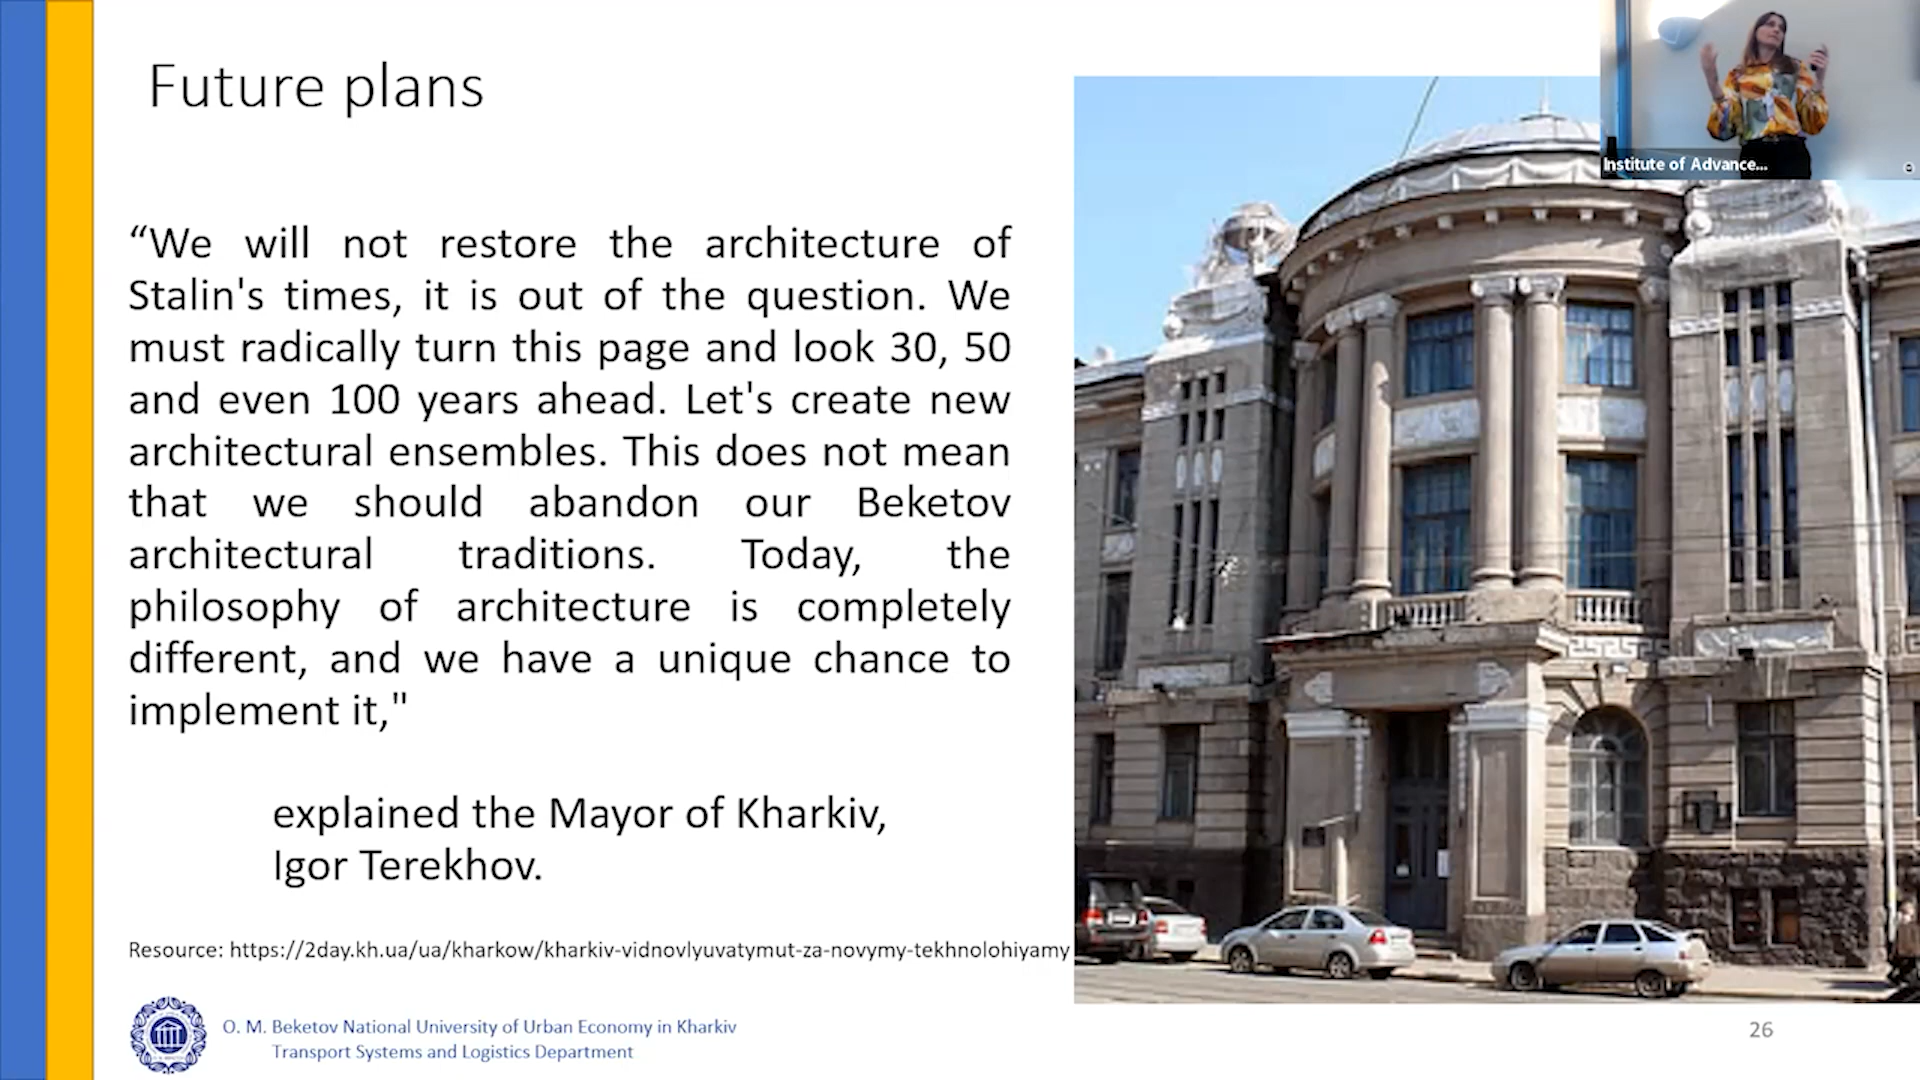 Future plans
“We will not restore the architecture of
Stalin's times, it is out of the question. We
must radically turn this page and look 30, 50
and even 100 years ahead. Let's create new
architectural ensembles. This does not mean
that we should abandon our Beketov
architectural traditions. Today, the
philosophy of architecture is completely
different, and we have a unique chance to
implement it,"
explained the Mayor of Kharkiv,
Igor Terekhov.
Resource: https://2day.kh.ua/ua/kharkow/kharkiv-vidnovlyuvatymut-za-novymy-tekhnolohiyamy
O. M. Beketov National University of Urban Economy in Kharkiv
Transport Systems and Logistics Department
26
Institute of Advance...